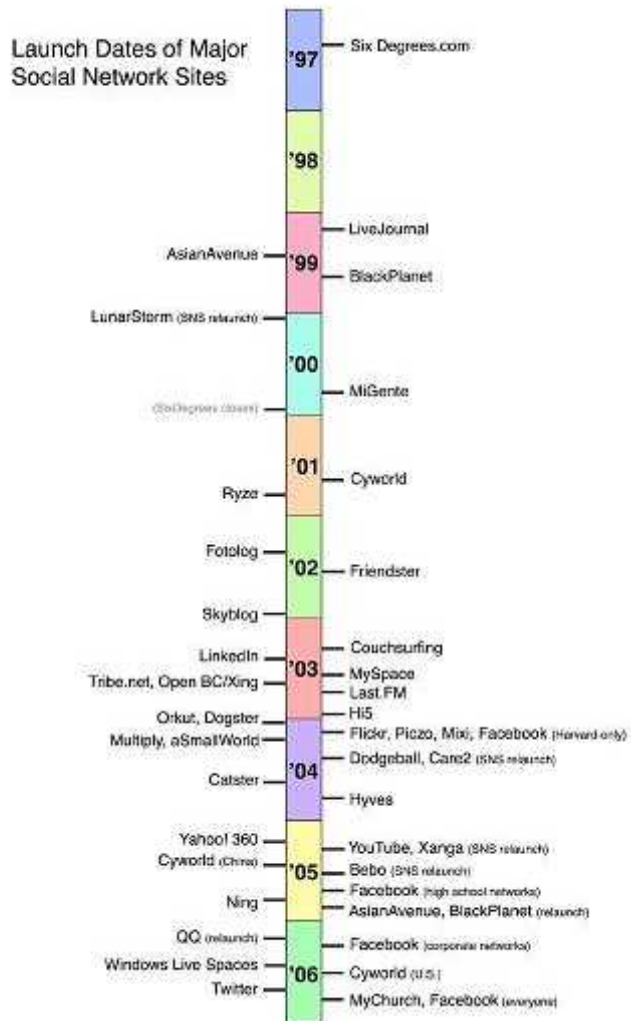 Launch Dates of Major
Social Network Sites
'97
Six Degrees.com
'98
LiveJournal
AsianAvenue
'99
BlackPlanet
LunarStorm (SNS relaunch)
'00
MiGente
(SixDegrees closes)
'01
Cyworld
Ryze
Fotolog
'02
Friendster
Skyblog
Couchsurfing
LinkedIn
'03
MySpace
Tribe.net, Open BC/Xing
Last.FM
Hi5
Orkut, Dogster
Flickr, Piczo, Mixi, Facebook (Harvard-only)
Multiply, aSmallWorld
Dodgeball, Care2 (SNS relaunch)
'04
Catster
Hyves
Yahoo! 360
YouTube, Xanga (SNS relaunch)
Cyworld (China)
'05
Bebo (SNS relaunch)
Facebook (high school networks)
Ning
AsianAvenue, BlackPlanet (relaunch)
QQ (relaunch)
Facebook (corporate networks)
Windows Live Spaces
'06
Cyworld (U.S.)
Twitter
MyChurch, Facebook (everyone)